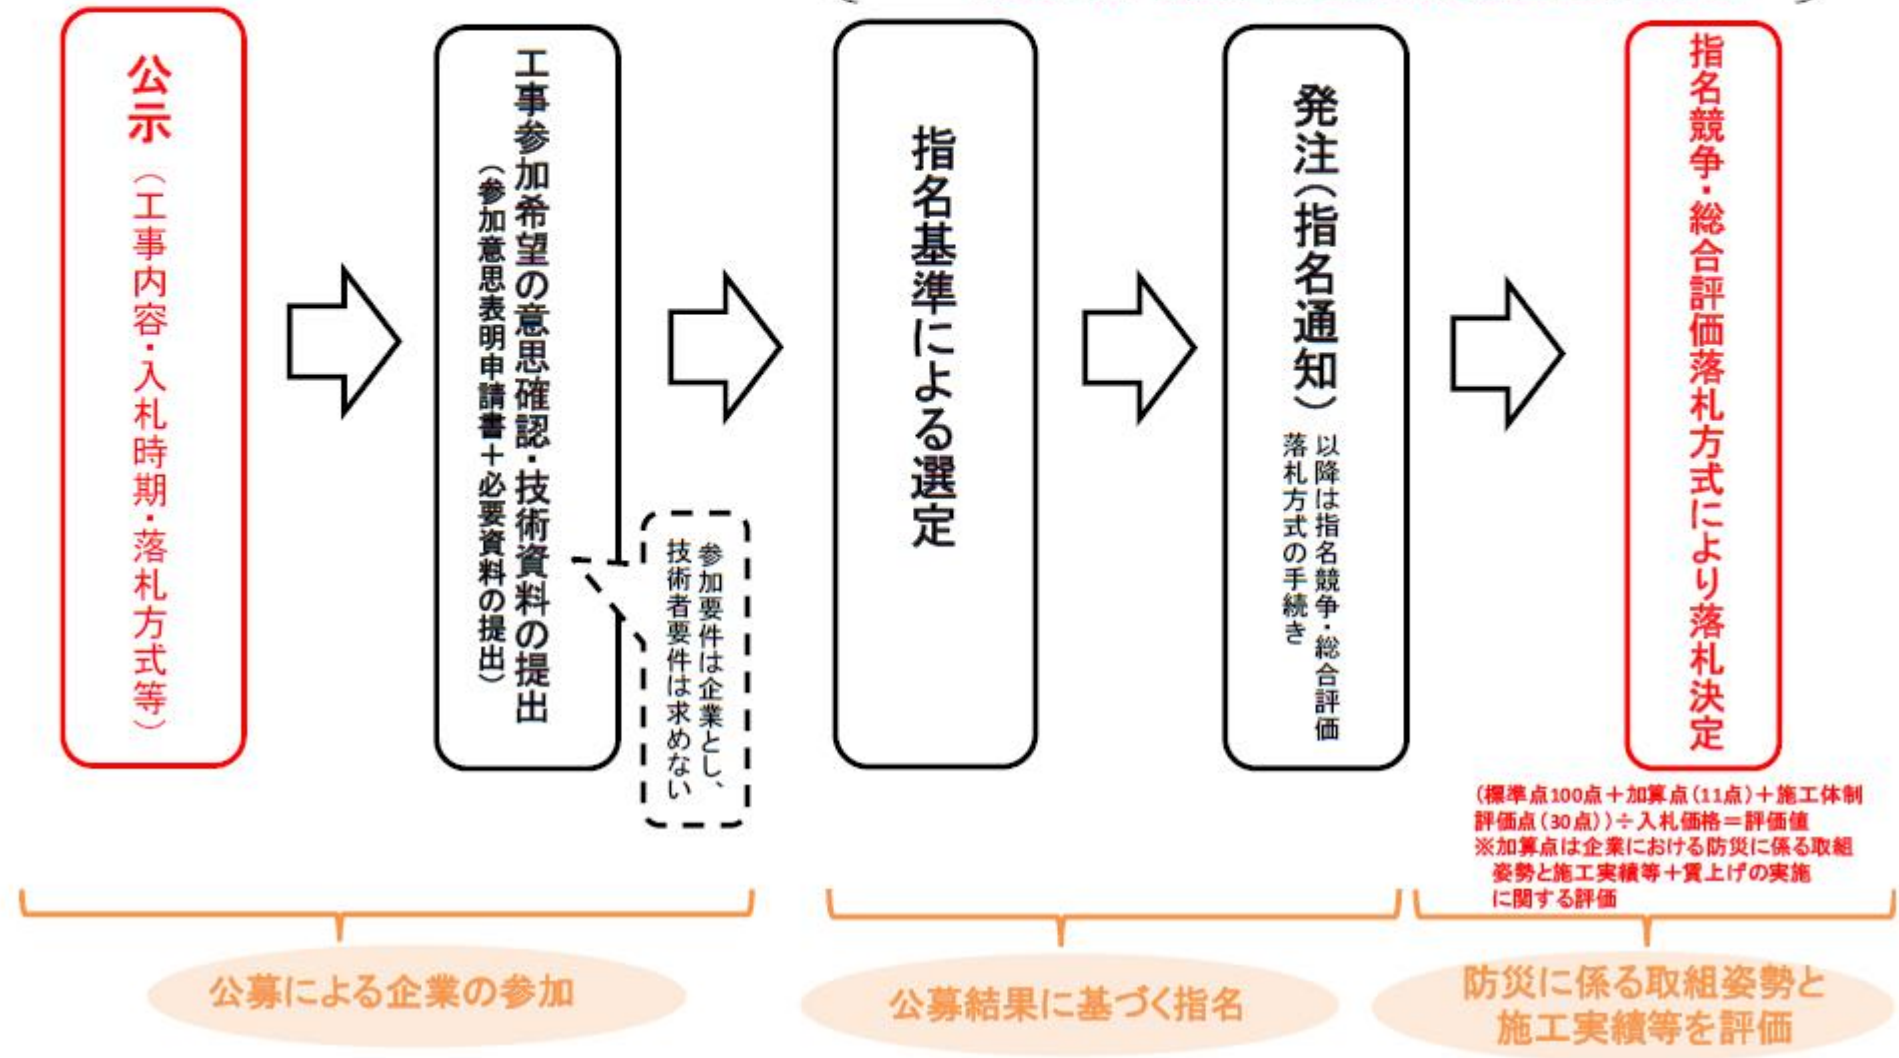 公示（工事内容・入札時期・落札方式等）
工事参加希望の意思確認・技術資料の提出
（参加意思表明申請書＋必要資料の提出）
参加要件は企業とし、
技術者要件は求めない
指名基準による選定
発注（指名通知）
以降は指名競争・総合評価
落札方式の手続き
指名競争・総合評価落札方式により落札決定
（標準点100点＋加算点（11点）＋施工体制
評価点（30点））÷入札価格＝評価値
※加算点は企業における防災に係る取組
姿勢と施工実績等＋賃上げの実施
に関する評価
公募による企業の参加
公募結果に基づく指名
防災に係る取組姿勢と
施工実績等を評価